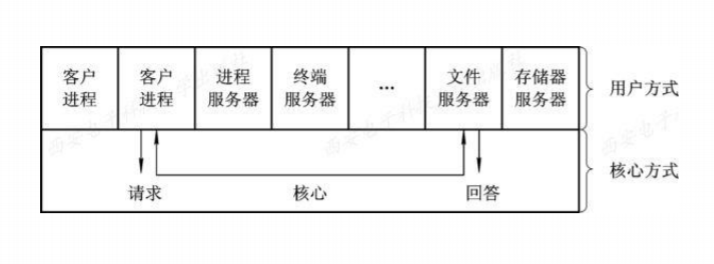 客户 客户 进程 终端 … 文件 存储器
进程 进程 服务器 服务器 服务器 服务器
用户方式
请求 核心 回答
核心方式